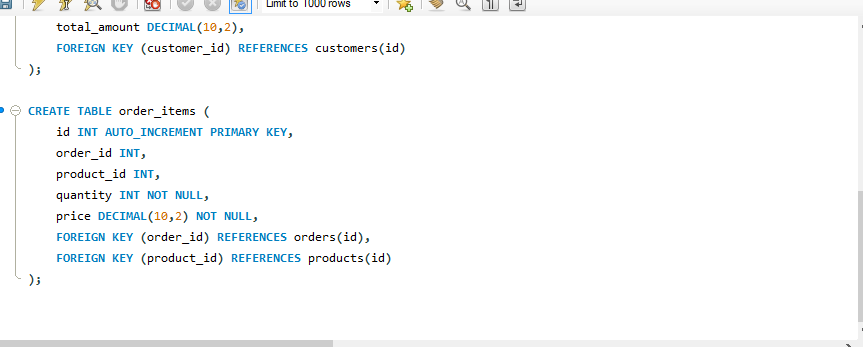 Limit to 1000 rows
total_amount DECIMAL(10,2),
FOREIGN KEY (customer_id) REFERENCES customers(id)
);
CREATE TABLE order_items (
id INT AUTO_INCREMENT PRIMARY KEY,
order_id INT,
product_id INT,
quantity INT NOT NULL,
price DECIMAL(10,2) NOT NULL,
FOREIGN KEY (order_id) REFERENCES orders(id),
FOREIGN KEY (product_id) REFERENCES products(id)
);